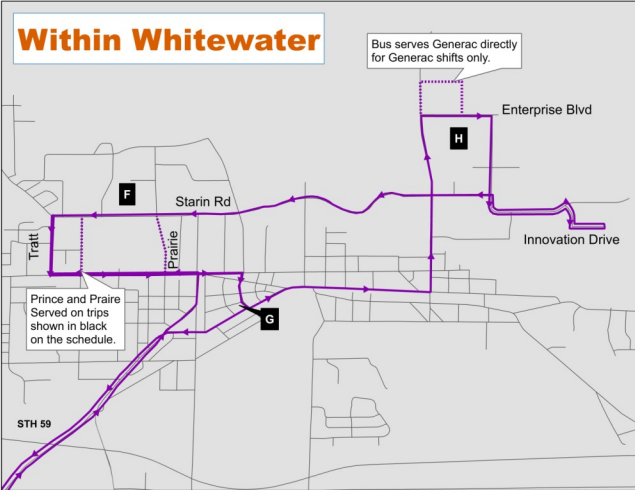 Within Whitewater
Bus serves Generac directly
for Generac shifts only.
Enterprise Blvd
H
F
Starin Rd
Tratt
Prairie
Innovation Drive
Prince and Praire
Served on trips
shown in black
on the schedule.
G
STH 59